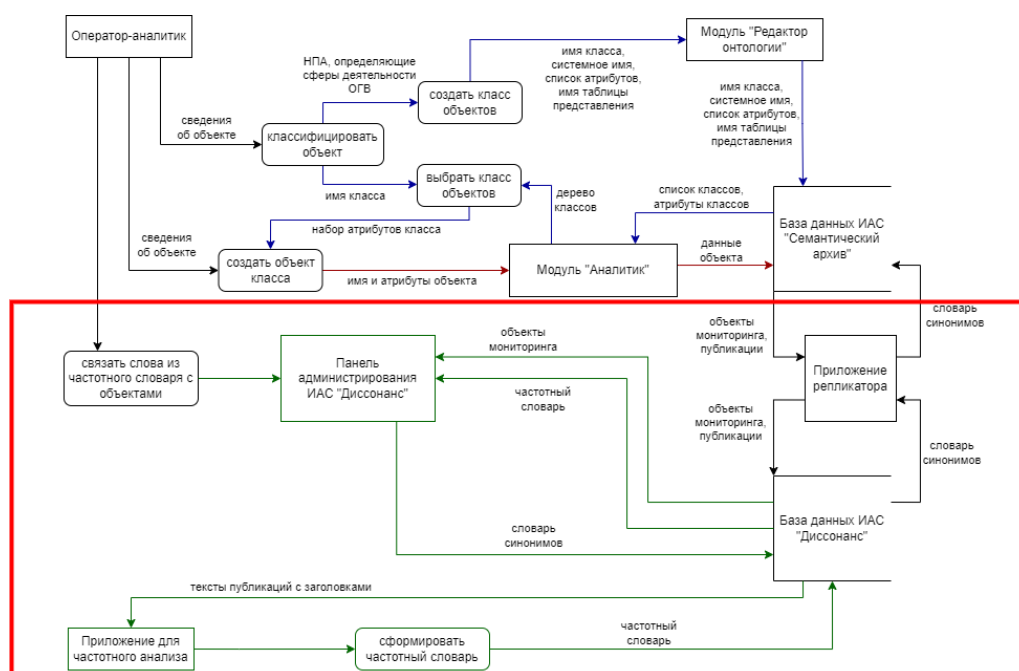 Оператор-аналитик
Модуль "Редактор
онтологии"
НПА, определяющие
сферы деятельности
ОГВ
имя класса,
системное имя,
список атрибутов,
имя таблицы
представления
создать класс
объектов
имя класса,
системное имя,
список атрибутов,
имя таблицы
представления
сведения
об объекте
классифицировать
объект
выбрать класс
объектов
имя класса
дерево
классов
список классов,
атрибуты классов
База данных ИАС
"Семантический
архив"
набор атрибутов класса
сведения
об объекте
создать объект
класса
имя и атрибуты объекта
Модуль "Аналитик"
данные
объекта
словарь
синонимов
объекты
мониторинга,
публикации
объекты
мониторинга
связать слова из
частотного словаря с
объектами
Панель
администрирования
ИАС "Диссонанс"
Приложение
репликатора
частотный
словарь
объекты
мониторинга,
публикации
словарь
синонимов
База данных ИАС
"Диссонанс"
словарь
синонимов
тексты публикаций с заголовками
Приложение для
частотного анализа
сформировать
частотный словарь
частотный
словарь